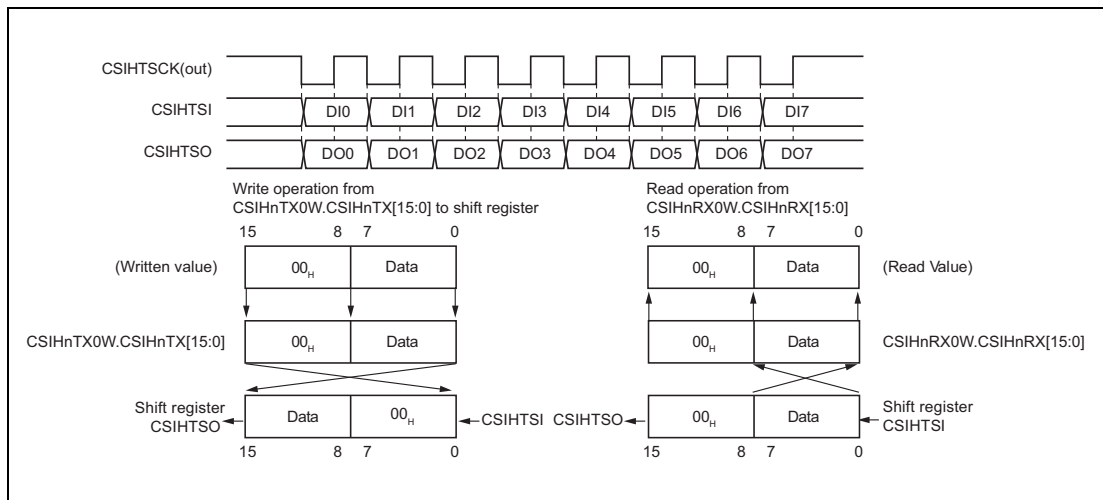 CSIHTSCK(out)
CSIHTSI DI0 DI1 DI2 DI3 DI4 DI5 DI6 DI7
CSIHTSO DO0 DO1 DO2 DO3 DO4 DO5 DO6 DO7
Write operation from
CSIHnTX0W.CSIHnTX[15:0] to shift register
15 8 7 0
(Written value) 00H Data
CSIHnTX0W.CSIHnTX[15:0] 00H Data
Shift register
CSIHTSO Data 00H CSIHTSI
15 8 7 0
Read operation from
CSIHnRX0W.CSIHnRX[15:0]
15 8 7 0
00H Data (Read Value)
00H Data CSIHnRX0W.CSIHnRX[15:0]
CSIHTSO 00H Data Shift register
CSIHTSI
15 8 7 0